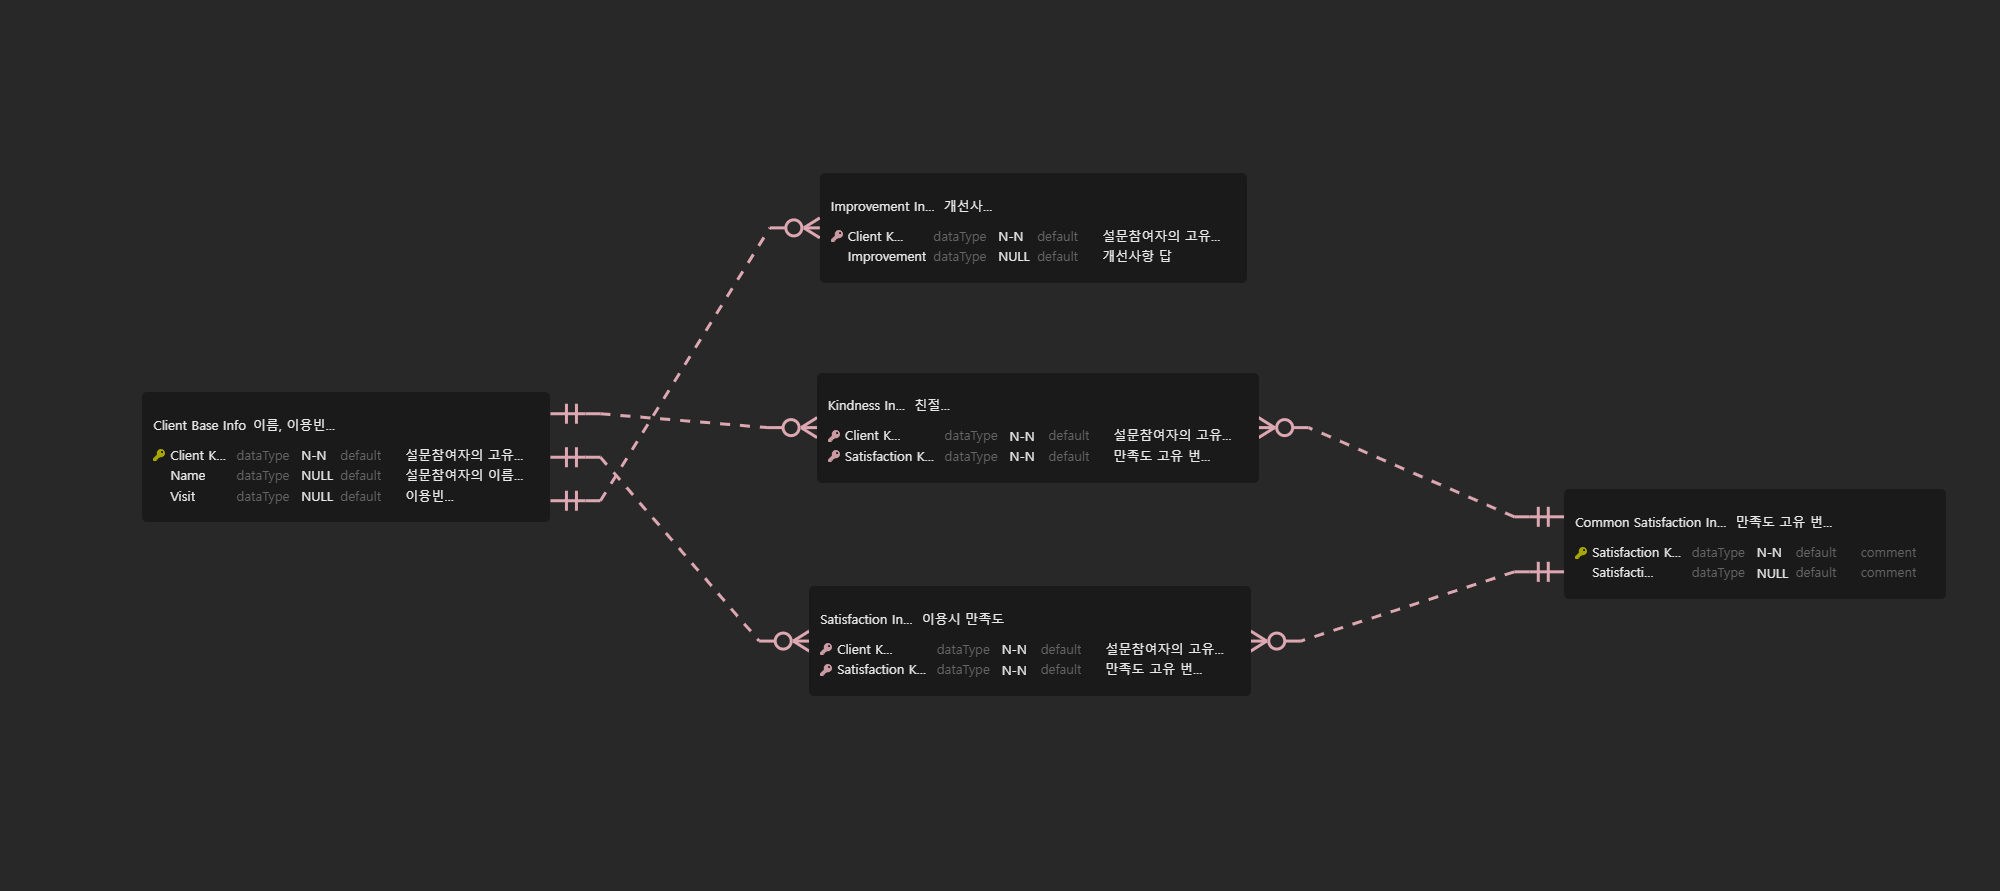 Improvement In... 개선사...
Client K... dataType N-N default 설문참여자의 고유...
Improvement dataType NULL default 개선사항 답
Client Base Info 이름, 이용빈...
Client K... dataType N-N default 설문참여자의 고유...
Name dataType NULL default 설문참여자의 이름...
Visit dataType NULL default 이용빈...
Kindness In... 친절...
Client K... dataType N-N default 설문참여자의 고유...
Satisfaction K... dataType N-N default 만족도 고유 번...
Satisfaction In... 이용시 만족도
Client K... dataType N-N default 설문참여자의 고유...
Satisfaction K... dataType N-N default 만족도 고유 번...
Common Satisfaction In... 만족도 고유 번...
Satisfaction K... dataType N-N default comment
Satisfacti... dataType NULL default comment